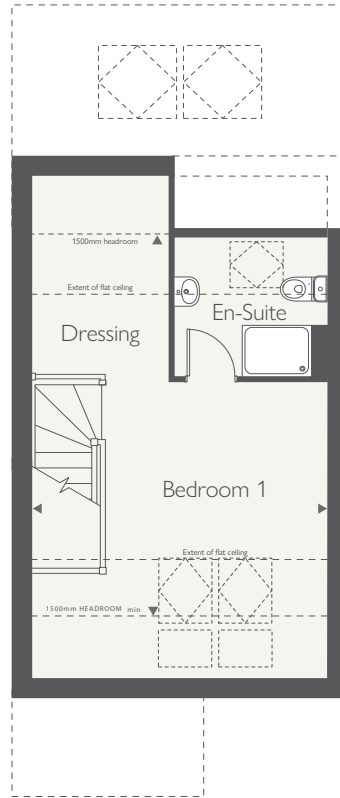 1500mm headroom
Extent of flat ceiling
En-Suite
Dressing
Bedroom 1
Extent of flat ceiling
1500mm HEADROOM min